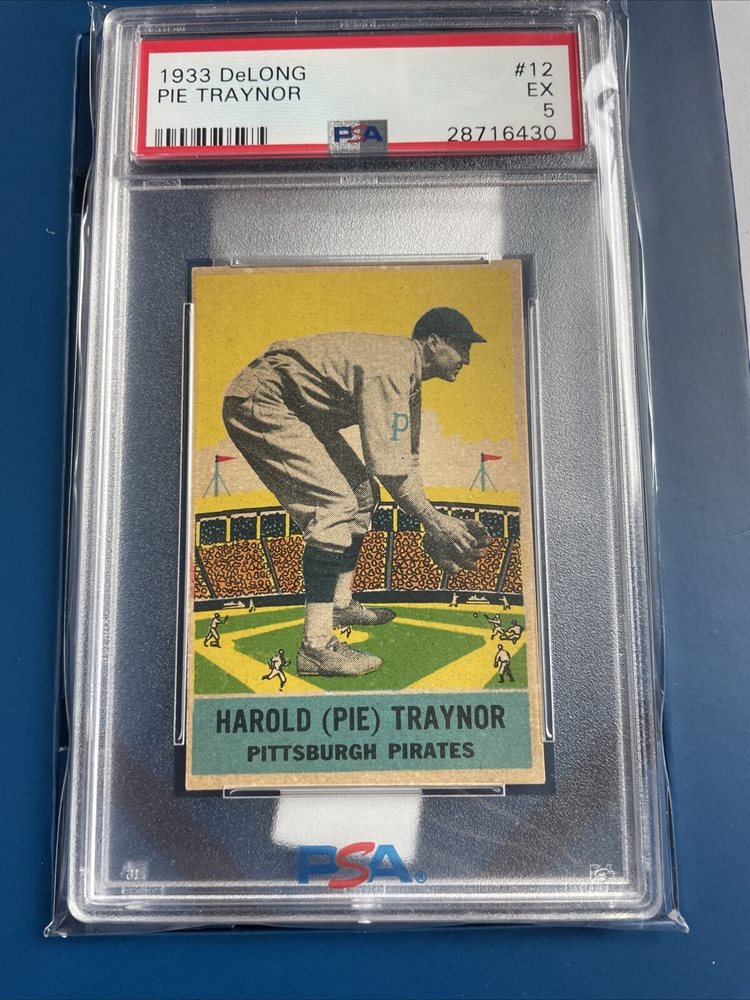 1933 DeLONG #12
PIE TRAYNOR EX
5
PSA 28716430
P
HAROLD (PIE) TRAYNOR
PITTSBURGH PIRATES
PSA